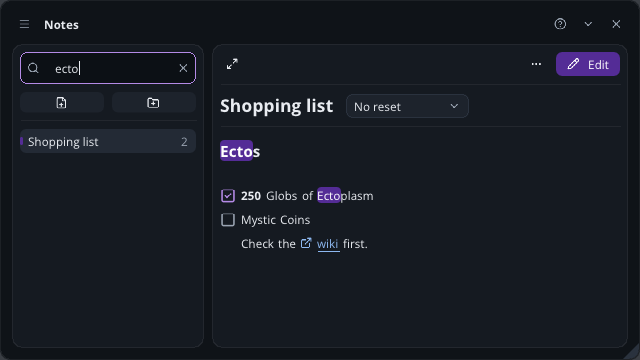 Notes
ecto
Edit
Shopping list
No reset
Shopping list 2
Ectos
250 Globs of Ectoplasm
Mystic Coins
Check the wiki first.